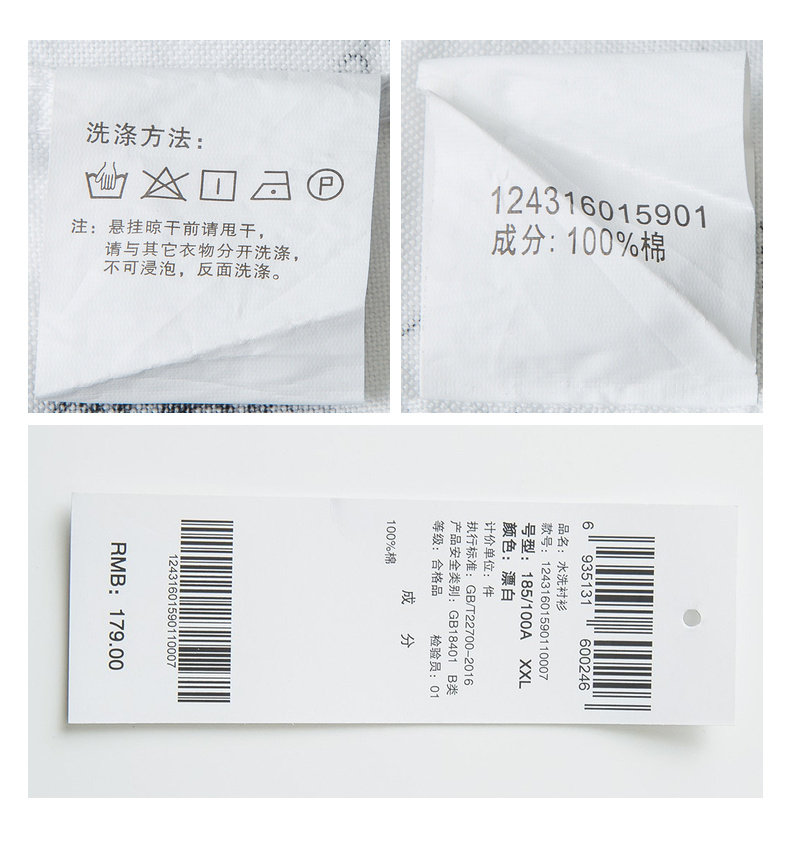 洗涤方法:
P
注: 悬挂晾干前请甩干,
请与其它衣物分开洗涤,
不可浸泡, 反面洗涤。
124316015901
成分: 100%棉
6 935131 600246
品名: 水洗衬衫
款号: 12431601590110007
号型: 185/100A XXL
颜色: 漂白
计价单位: 件
执行标准: GB/T22700-2016
产品安全类别: GB18401 B类
等级: 合格品 检验员: 01
成 分
100%棉
12431601590110007
RMB: 179.00